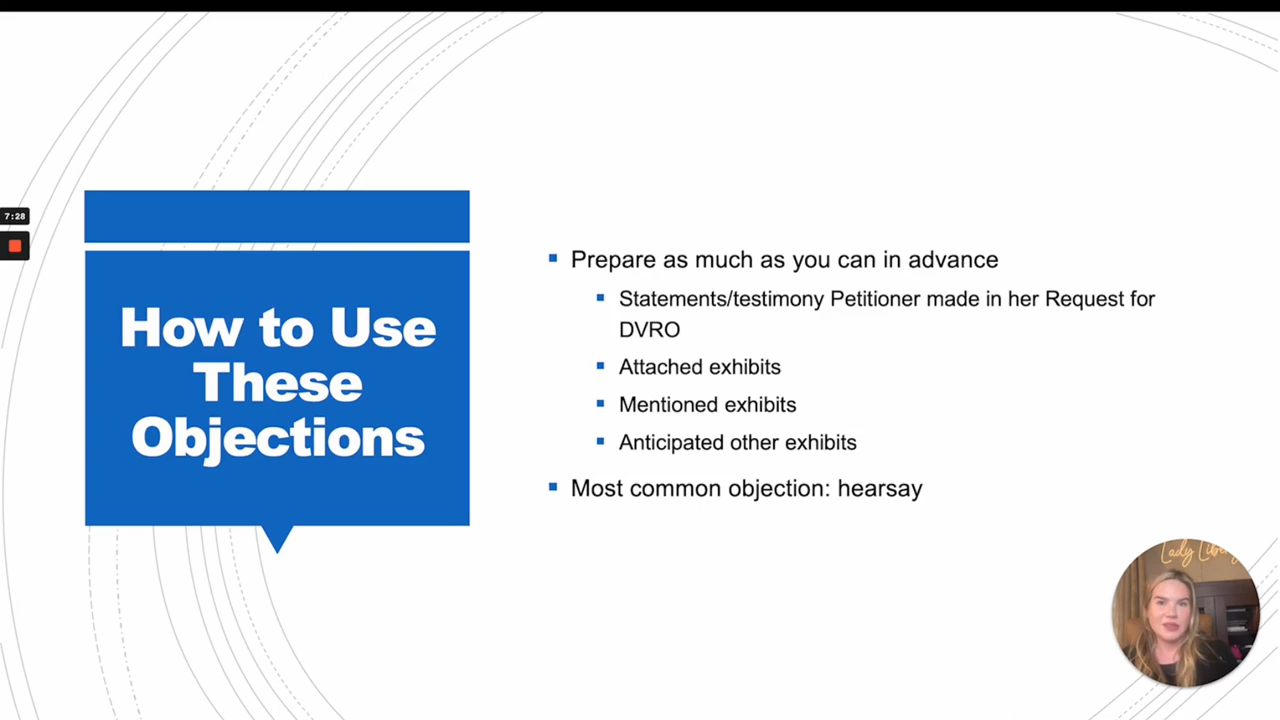 7:28
How to Use
These
Objections
Prepare as much as you can in advance
Statements/testimony Petitioner made in her Request for
DVRO
Attached exhibits
Mentioned exhibits
Anticipated other exhibits
Most common objection: hearsay
Lady